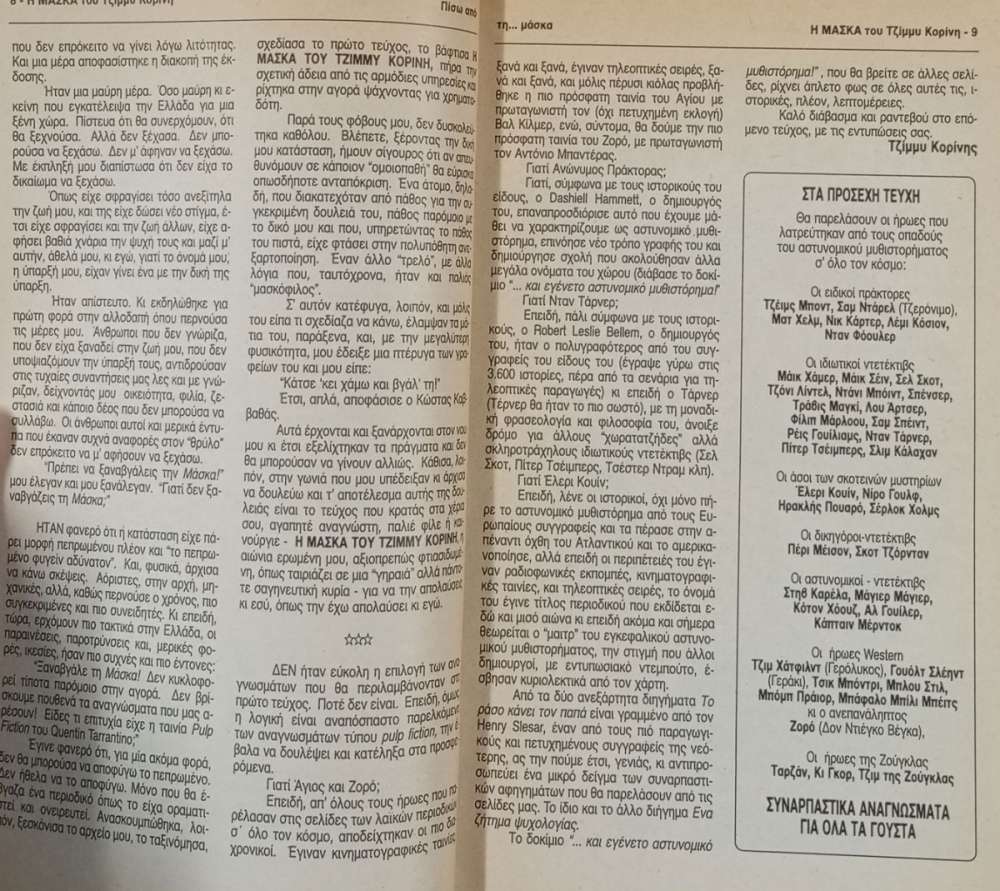 8 - Η ΜΑΣΚΑ του Τζίμμυ Κορίνη
Πίσω από
που δεν επρόκειτο να γίνει λόγω λιτότητας.
Και μια μέρα αποφασίστηκε η διακοπή της έκ-
δοσης.
Ήταν μια μαύρη μέρα. Όσο μαύρη κι ε-
κείνη που εγκατέλειψα την Ελλάδα για μια
ξένη χώρα. Πίστευα ότι θα συνερχόμουν, ότι
θα ξεχνούσα. Αλλά δεν ξέχασα. Δεν μπο-
ρούσα να ξεχάσω. Δεν μ' άφηναν να ξεχάσω.
Με έκπληξή μου διαπίστωσα ότι δεν είχα το
δικαίωμα να ξεχάσω.
Όπως είχε σφραγίσει τόσο ανεξίτηλα
την ζωή μου, και της είχε δώσει νέο στίγμα, έ-
τσι είχε σφραγίσει και την ζωή άλλων, είχε α-
φήσει βαθιά χνάρια την ψυχή τους και μαζί μ'
αυτήν, άθελά μου, κι εγώ, γιατί το όνομά μου,
η ύπαρξή μου, είχαν γίνει ένα με την δική της
ύπαρξη.
Ήταν απίστευτο. Κι εκδηλώθηκε για
πρώτη φορά στην αλλοδαπή όπου περνούσα
τις μέρες μου. Άνθρωποι που δεν γνώριζα,
που δεν είχα ξαναδεί στην ζωή μου, που δεν
υποψιαζόμουν την ύπαρξή τους, αντιδρούσαν
στις τυχαίες συναντήσεις μας λες και με γνώ-
ριζαν, δείχνοντάς μου οικειότητα, φιλία, ζε-
στασιά και κάποιο δέος που δεν μπορούσα να
συλλάβω. Οι άνθρωποι αυτοί και μερικά έντυ-
πα που έκαναν συχνά αναφορές στον “θρύλο”
δεν επρόκειτο να μ' αφήσουν να ξεχάσω.
“Πρέπει να ξαναβγάλεις την Μάσκα!”
μου έλεγαν και μου ξανάλεγαν. “Γιατί δεν ξα-
ναβγάζεις τη Μάσκα;”
ΗΤΑΝ φανερό ότι ή κατάσταση είχε πά-
ρει μορφή πεπρωμένου πλέον και “το πεπρω-
μένο φυγείν αδύνατον”. Και, φυσικά, άρχισα
να κάνω σκέψεις. Αόριστες, στην αρχή, μη-
χανικές, αλλά, καθώς περνούσε ο χρόνος, πιο
συγκεκριμένες και πιο συνειδητές. Κι επειδή,
τώρα, ερχόμουν πιο τακτικά στην Ελλάδα, οι
παραινέσεις, παροτρύνσεις και, μερικές φο-
ρές, ικεσίες, ήσαν πιο συχνές και πιο έντονες:
“Ξαναβγάλε τη Μάσκα! Δεν κυκλοφο-
ρεί τίποτα παρόμοιο στην αγορά. Δεν βρί-
σκουμε πουθενά τα αναγνώσματα που μας α-
ρέσουν! Είδες τι επιτυχία είχε η ταινία Pulp
Fiction του Quentin Tarrantino;”
Έγινε φανερό ότι, για μία ακόμα φορά,
δεν θα μπορούσα να αποφύγω το πεπρωμένο.
Δεν ήθελα να το αποφύγω. Μόνο που θα έ-
βγαζα ένα περιοδικό όπως το είχα οραματι-
στεί και ονειρευτεί. Ανασκουμπώθηκα, λοι-
πόν, ξεσκόνισα το αρχείο μου, το ταξινόμησα,
σχεδίασα το πρώτο τεύχος, το βάφτισα Η
ΜΑΣΚΑ ΤΟΥ ΤΖΙΜΜΥ ΚΟΡΙΝΗ, πήρα την
σχετική άδεια από τις αρμόδιες υπηρεσίες και
ρίχτηκα στην αγορά ψάχνοντας για χρηματο-
δότη.
Παρά τους φόβους μου, δεν δυσκολεύ-
τηκα καθόλου. Βλέπετε, ξέροντας την δική
μου κατάσταση, ήμουν σίγουρος ότι αν απευ-
θυνόμουν σε κάποιον “ομοιοπαθή” θα εύρισκα
οπωσδήποτε ανταπόκριση. Ένα άτομο, δηλα-
δή, που διακατεχόταν από πάθος για την συ-
γκεκριμένη δουλειά του, πάθος παρόμοιο με
το δικό μου και που, υπηρετώντας το πάθος
του πιστά, είχε φτάσει στην πολυπόθητη ανε-
ξαρτοποίηση. Έναν άλλο “τρελό”, με άλλα
λόγια που, ταυτόχρονα, ήταν και παλιός
“μασκόφιλος”.
Σ' αυτόν κατέφυγα, λοιπόν, και μόλις
του είπα τι σχεδίαζα να κάνω, έλαμψαν τα μά-
τια του, παράξενα, και, με την μεγαλύτερη
φυσικότητα, μου έδειξε μια πτέρυγα των γρα-
φείων του και μου είπε:
“Κάτσε 'κει χάμω και βγάλ' τη!”
Έτσι, απλά, αποφάσισε ο Κώστας Καβ-
βαθάς.
Αυτά έρχονται και ξανάρχονται στον νου
μου κι έτσι εξελίχτηκαν τα πράγματα και δεν
θα μπορούσαν να γίνουν αλλιώς. Κάθισα, λοι-
πόν, στην γωνιά που μου υπέδειξαν κι άρχισα
να δουλεύω και τ' αποτέλεσμα αυτής της δου-
λειάς είναι το τεύχος που κρατάς στα χέρια
σου, αγαπητέ αναγνώστη, παλιέ φίλε ή και-
νούργιε - Η ΜΑΣΚΑ ΤΟΥ ΤΖΙΜΜΥ ΚΟΡΙΝΗ, η
αιώνια ερωμένη μου, αξιοπρεπώς φτιασιδωμέ-
νη, όπως ταιριάζει σε μια “γηραιά” αλλά πάντο-
τε σαγηνευτική κυρία - για να την απολαύσεις
κι εσύ, όπως την έχω απολαύσει κι εγώ.
☆☆☆
ΔΕΝ ήταν εύκολη η επιλογή των ανα-
γνωσμάτων που θα περιλαμβάνονταν στο
πρώτο τεύχος. Ποτέ δεν είναι. Επειδή, όμως,
η λογική είναι αναπόσπαστο παρελκόμενο
των αναγνωσμάτων τύπου pulp fiction, την έ-
βαλα να δουλέψει και κατέληξα στα προσφε-
ρόμενα.
Γιατί Άγιος και Ζορό;
Επειδή, απ' όλους τους ήρωες που πα-
ρέλασαν στις σελίδες των λαϊκών περιοδικών
σ' όλο τον κόσμο, αποδείχτηκαν οι πιο δια-
χρονικοί. Έγιναν κινηματογραφικές ταινίες
τη... μάσκα
Η ΜΑΣΚΑ του Τζίμμυ Κορίνη - 9
ξανά και ξανά, έγιναν τηλεοπτικές σειρές, ξα-
νά και ξανά, και μόλις πέρυσι κιόλας προβλή-
θηκε η πιο πρόσφατη ταινία του Αγίου με
πρωταγωνιστή τον (όχι πετυχημένη εκλογή)
Βαλ Κίλμερ, ενώ, σύντομα, θα δούμε την πιο
πρόσφατη ταινία του Ζορό, με πρωταγωνιστή
τον Αντόνιο Μπαντέρας.
Γιατί Ανώνυμος Πράκτορας;
Γιατί, σύμφωνα με τους ιστορικούς του
είδους, ο Dashiell Hammett, ο δημιουργός
του, επαναπροσδιόρισε αυτό που έχουμε μά-
θει να χαρακτηρίζουμε ως αστυνομικό μυθι-
στόρημα, επινόησε νέο τρόπο γραφής του και
δημιούργησε σχολή που ακολούθησαν άλλα
μεγάλα ονόματα του χώρου (διάβασε το δοκί-
μιο “... και εγένετο αστυνομικό μυθιστόρημα!”
Γιατί Νταν Τάρνερ;
Επειδή, πάλι σύμφωνα με τους ιστορι-
κούς, ο Robert Leslie Bellem, ο δημιουργός
του, ήταν ο πολυγραφότερος από του συγ-
γραφείς του είδους του (έγραψε γύρω στις
3,600 ιστορίες, πέρα από τα σενάρια για τη-
λεοπτικές παραγωγές) κι επειδή ο Τάρνερ
(Τέρνερ θα ήταν το πιο σωστό), με τη μοναδι-
κή φρασεολογία και φιλοσοφία του, άνοιξε
δρόμο για άλλους “χωρατατζήδες” αλλά
σκληροτράχηλους ιδιωτικούς ντετέκτιβς (Σελ
Σκοτ, Πίτερ Τσέιμπερς, Τσέστερ Ντραμ κλπ).
Γιατί Έλερι Κουίν;
Επειδή, λένε οι ιστορικοί, όχι μόνο πή-
ρε το αστυνομικό μυθιστόρημα από τους Ευ-
ρωπαίους συγγραφείς και τα πέρασε στην α-
πέναντι όχθη του Ατλαντικού και το αμερικα-
νοποίησε, αλλά επειδή οι περιπέτειές του έγι-
ναν ραδιοφωνικές εκπομπές, κινηματογραφι-
κές ταινίες, και τηλεοπτικές σειρές, το όνομά
του έγινε τίτλος περιοδικού που εκδίδεται ε-
δώ και μισό αιώνα κι επειδή ακόμα και σήμερα
θεωρείται ο “μαιτρ” του εγκεφαλικού αστυνο-
μικού μυθιστορήματος, την στιγμή που άλλοι
δημιουργοί, με εντυπωσιακό ντεμπούτο, έ-
σβησαν κυριολεκτικά από τον χάρτη.
Από τα δύο ανεξάρτητα διηγήματα Το
ράσο κάνει τον παπά είναι γραμμένο από τον
Henry Slesar, έναν από τους πιο παραγωγι-
κούς και πετυχημένους συγγραφείς της νεό-
τερης, ας την πούμε έτσι, γενιάς, κι αντιπρο-
σωπεύει ένα μικρό δείγμα των συναρπαστι-
κών αφηγημάτων που θα παρελάσουν από τις
σελίδες μας. Το ίδιο και το άλλο διήγημα Ένα
ζήτημα ψυχολογίας.
Το δοκίμιο “... και εγένετο αστυνομικό
μυθιστόρημα!”, που θα βρείτε σε άλλες σελί-
δες, ρίχνει άπλετο φως σε όλες αυτές τις, ι-
στορικές, πλέον, λεπτομέρειες.
Καλό διάβασμα και ραντεβού στο επό-
μενο τεύχος, με τις εντυπώσεις σας.
Τζίμμυ Κορίνης
ΣΤΑ ΠΡΟΣΕΧΗ ΤΕΥΧΗ
Θα παρελάσουν οι ήρωες που
λατρεύτηκαν από τους οπαδούς
του αστυνομικού μυθιστορήματος
σ' όλο τον κόσμο:
Οι ειδικοί πράκτορες
Τζέιμς Μποντ, Σαμ Ντάρελ (Τζερόνιμο),
Ματ Χελμ, Νικ Κάρτερ, Λέμι Κόσιον,
Νταν Φόουλερ
Οι ιδιωτικοί ντετέκτιβς
Μάικ Χάμερ, Μάικ Σέιν, Σελ Σκοτ,
Τζόνι Λίντελ, Ντάνι Μπόιντ, Σπένσερ,
Τράβις Μαγκί, Λου Άρτσερ,
Φίλιπ Μάρλοου, Σαμ Σπέιντ,
Ρέις Γουίλιαμς, Νταν Τάρνερ,
Πίτερ Τσέιμπερς, Σλιμ Κάλαχαν
Οι άσοι των σκοτεινών μυστηρίων
Έλερι Κουίν, Νίρο Γουλφ,
Ηρακλής Πουαρό, Σέρλοκ Χολμς
Οι δικηγόροι-ντετέκτιβς
Πέρι Μέισον, Σκοτ Τζόρνταν
Οι αστυνομικοί - ντετέκτιβς
Στηβ Καρέλα, Μάγιερ Μάγιερ,
Κότον Χόουζ, Αλ Γουίλερ,
Κάπταιν Μέρντοκ
Οι ήρωες Western
Τζιμ Χάτφιλντ (Γερόλυκος), Γουόλτ Σλέηντ
(Γεράκι), Τσικ Μπόντρι, Μπλου Στιλ,
Μπόμπ Πράιορ, Μπάφαλο Μπίλι Μπέιτς
κι ο ανεπανάληπτος
Ζορό (Δον Ντιέγκο Βέγκα),
Οι ήρωες της Ζούγκλας
Ταρζάν, Κι Γκορ, Τζιμ της Ζούγκλας
ΣΥΝΑΡΠΑΣΤΙΚΑ ΑΝΑΓΝΩΣΜΑΤΑ
ΓΙΑ ΟΛΑ ΤΑ ΓΟΥΣΤΑ